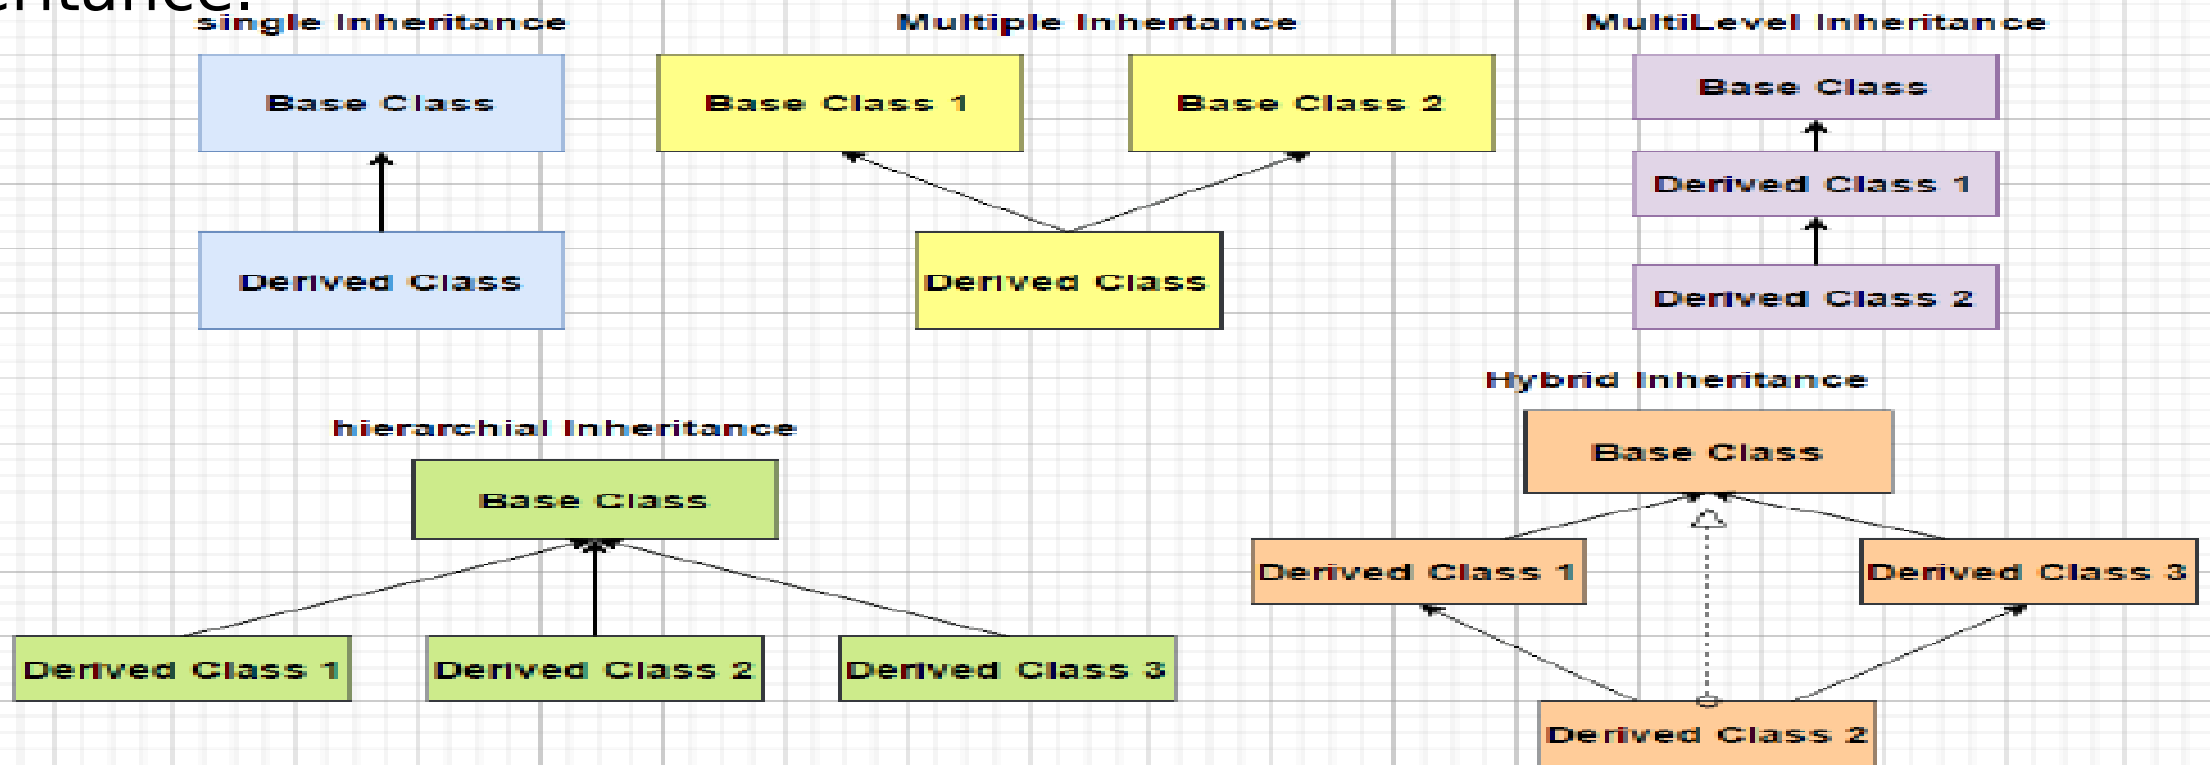 single Inheritance
Multiple Inhertance
MultiLevel Inheritance
Base Class
Base Class 1
Base Class 2
Base Class
Derived Class 1
Derived Class
Derived Class
Derived Class 2
Hybrid Inheritance
hierarchial Inheritance
Base Class
Base Class
Derived Class 1
Derived Class 3
Derived Class 1
Derived Class 2
Derived Class 3
Derived Class 2